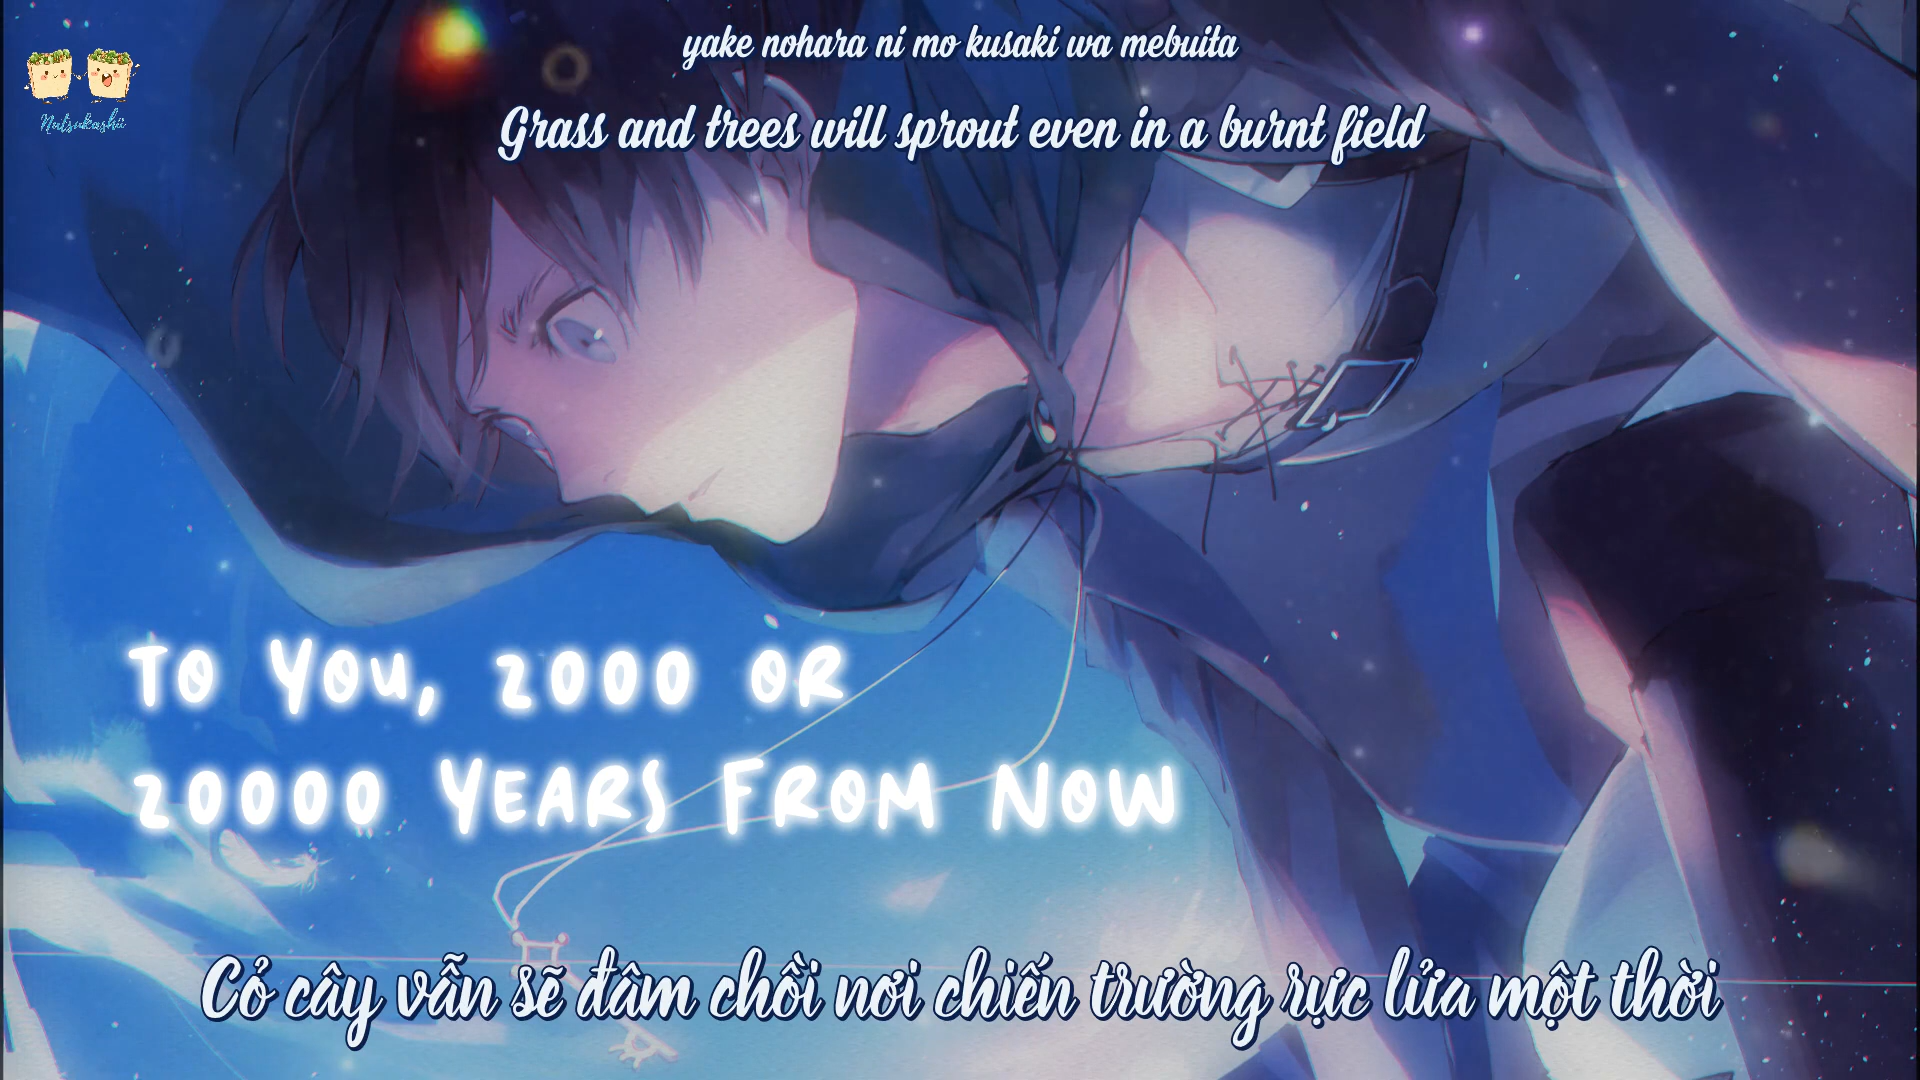 yake nohara ni mo kusaki wa mebuita
Grass and trees will sprout even in a burnt field
Nutsukashii
TO YOU, 2000 OR
20000 YEARS FROM NOW
Cỏ cây vẫn sẽ đâm chồi nơi chiến trường rực lửa một thời